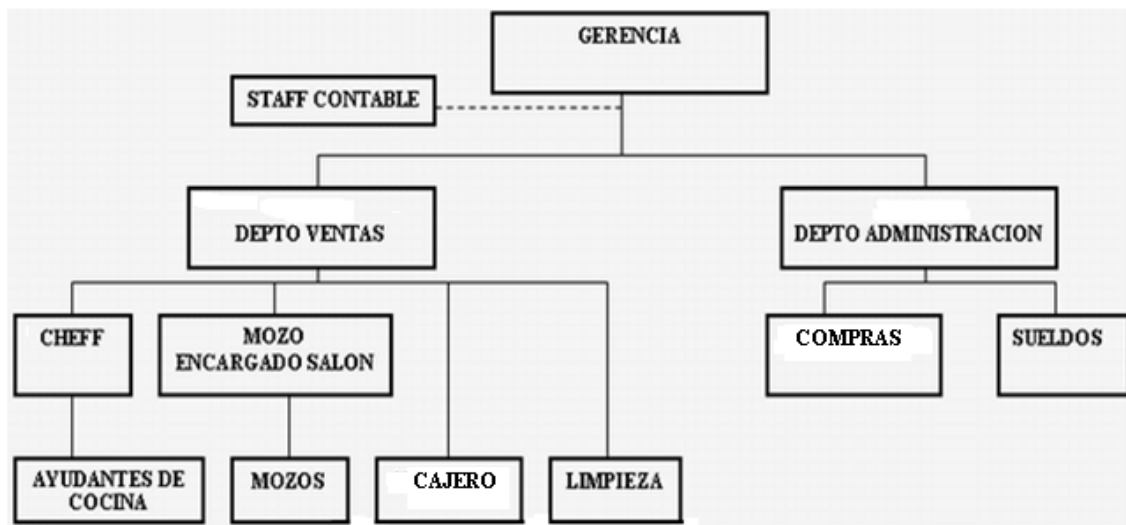 GERENCIA
STAFF CONTABLE
DEPTO VENTAS
DEPTO ADMINISTRACION
CHEFF
MOZO
ENCARGADO SALON
COMPRAS
SUELDOS
AYUDANTES DE
COCINA
MOZOS
CAJERO
LIMPIEZA